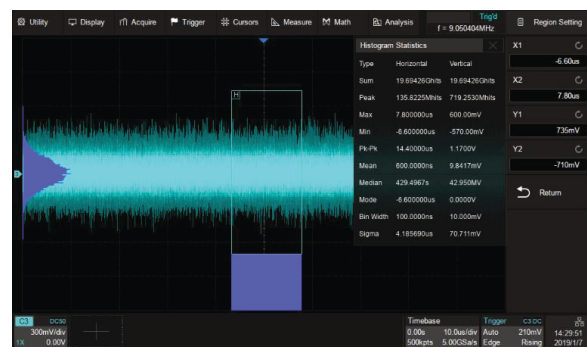 Utility Display Acquire Trigger Cursors Measure Math Analysis Trig'd Region Setting
f = 9.050404MHz
Histogram Statistics
Type Horizontal Vertical
Sum 19.69426Ghits 19.69426Ghits
Peak 135.8225Mhits 719.2530Mhits
Max 7.800000us 600.00mV
Min -6.600000us -570.00mV
Pk-Pk 14.40000us 1.1700V
Mean 600.0000ns 9.8417mV
Median 429.4967s 42.950MV
Mode -6.600000us 0.0000V
Bin Width 100.0000ns 10.000mV
Sigma 4.185690us 70.711mV
H
X1
-6.60us
X2
7.80us
Y1
735mV
Y2
-710mV
Return
C3 DC50
300mV/div
1X 0.00V
Timebase
0.00s 10.0us/div
500kpts 5.00GSa/s
Trigger C3 DC
Auto 210mV
Edge Rising
14:29:51
2019/1/7